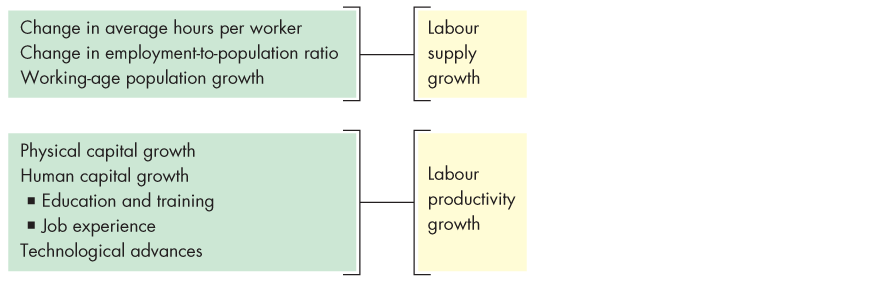 Change in average hours per worker
Change in employment-to-population ratio
Working-age population growth
Labour
supply
growth
Physical capital growth
Human capital growth
■ Education and training
■ Job experience
Technological advances
Labour
productivity
growth